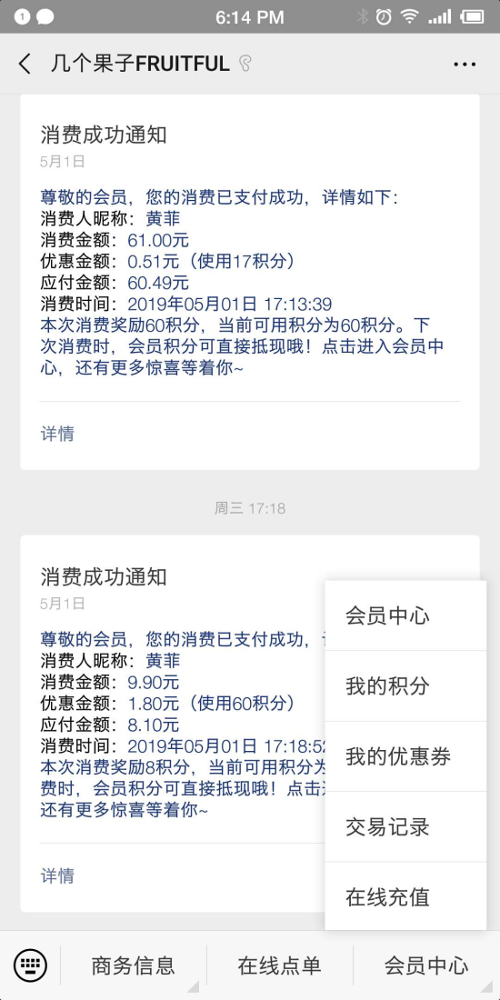 1
6:14 PM
几个果子FRUITFUL
消费成功通知
5月1日
尊敬的会员，您的消费已支付成功，详情如下：
消费人昵称：黄菲
消费金额：61.00元
优惠金额：0.51元（使用17积分）
应付金额：60.49元
消费时间：2019年05月01日 17:13:39
本次消费奖励60积分，当前可用积分为60积分。下
次消费时，会员积分可直接抵现哦！点击进入会员中
心，还有更多惊喜等着你~
详情
周三 17:18
消费成功通知
5月1日
尊敬的会员，您的消费已支付成功，
消费人昵称：黄菲
消费金额：9.90元
优惠金额：1.80元（使用60积分）
应付金额：8.10元
消费时间：2019年05月01日 17:18:52
本次消费奖励8积分，当前可用积分为
费时，会员积分可直接抵现哦！点击
还有更多惊喜等着你~
详情
会员中心
我的积分
我的优惠券
交易记录
在线充值
商务信息
在线点单
会员中心